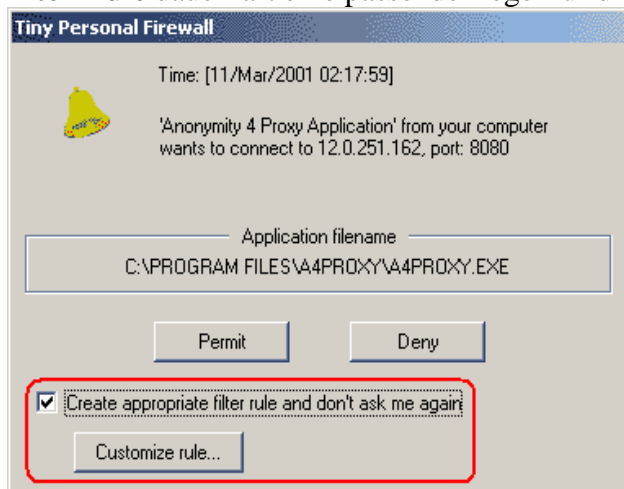 Tiny Personal Firewall
Time: [11/Mar/2001 02:17:59]
'Anonymity 4 Proxy Application' from your computer
wants to connect to 12.0.251.162, port: 8080
Application filename
C:\PROGRAM FILES\A4PROXY\A4PROXY.EXE
Permit Deny
Create appropriate filter rule and don't ask me again
Customize rule...